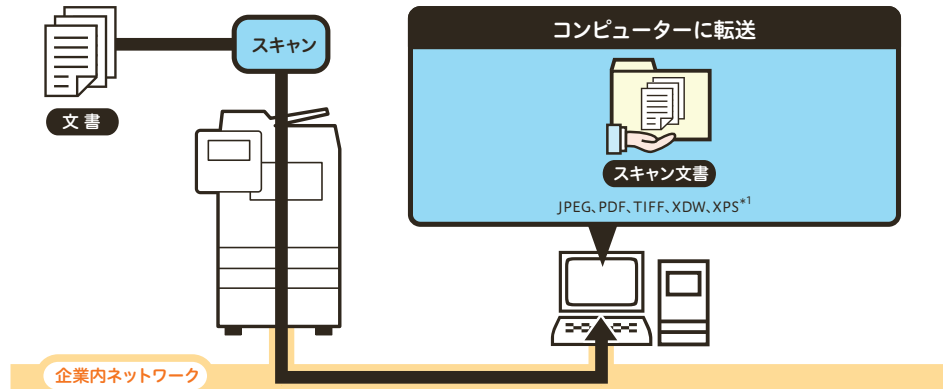 文書
スキャン
コンピューターに転送
スキャン文書
JPEG、PDF、TIFF、XDW、XPS*1
企業内ネットワーク